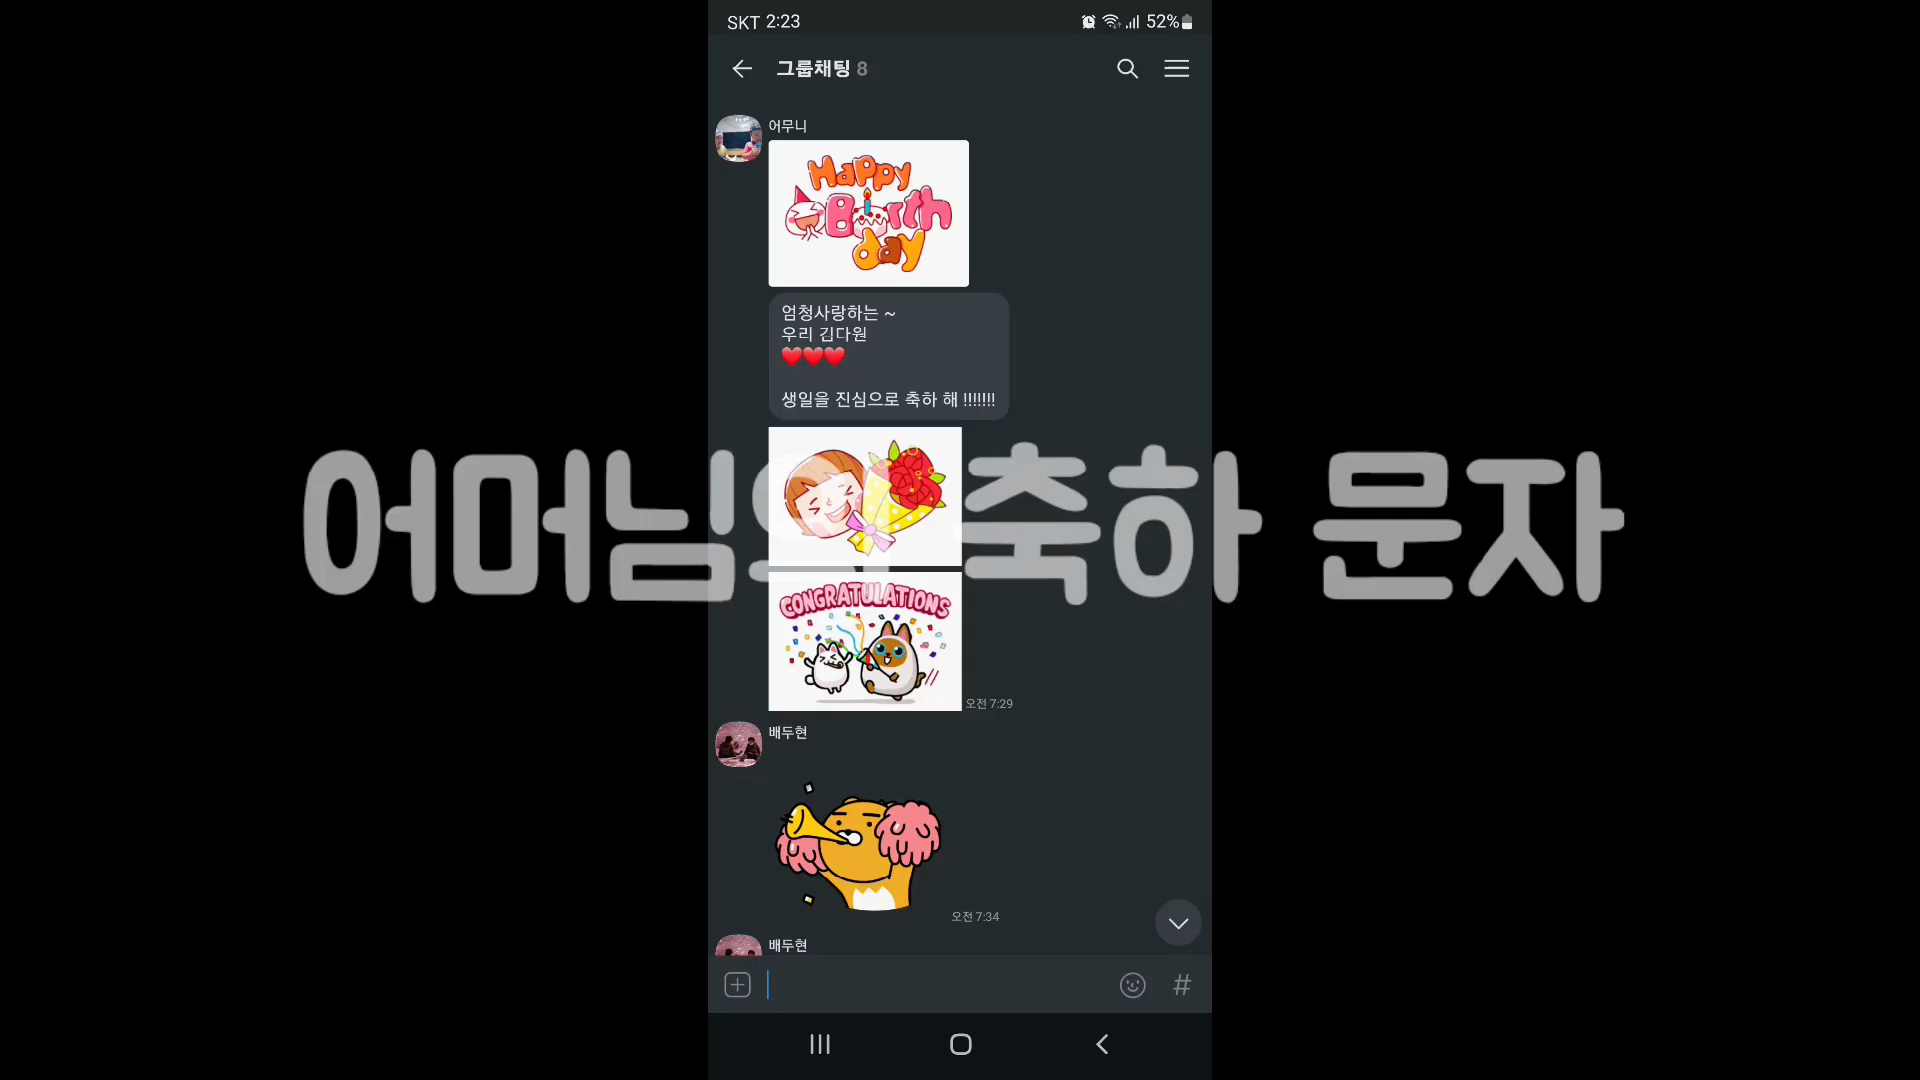 SKT 2:23
52%
그룹채팅 8
어무니
Happy
Birth
day
엄청사랑하는 ~
우리 김다원
❤️❤️❤️
생일을 진심으로 축하 해 !!!!!!!
어머님의 축하 문자
CONGRATULATIONS
오전 7:29
배두현
오전 7:34
배두현
#